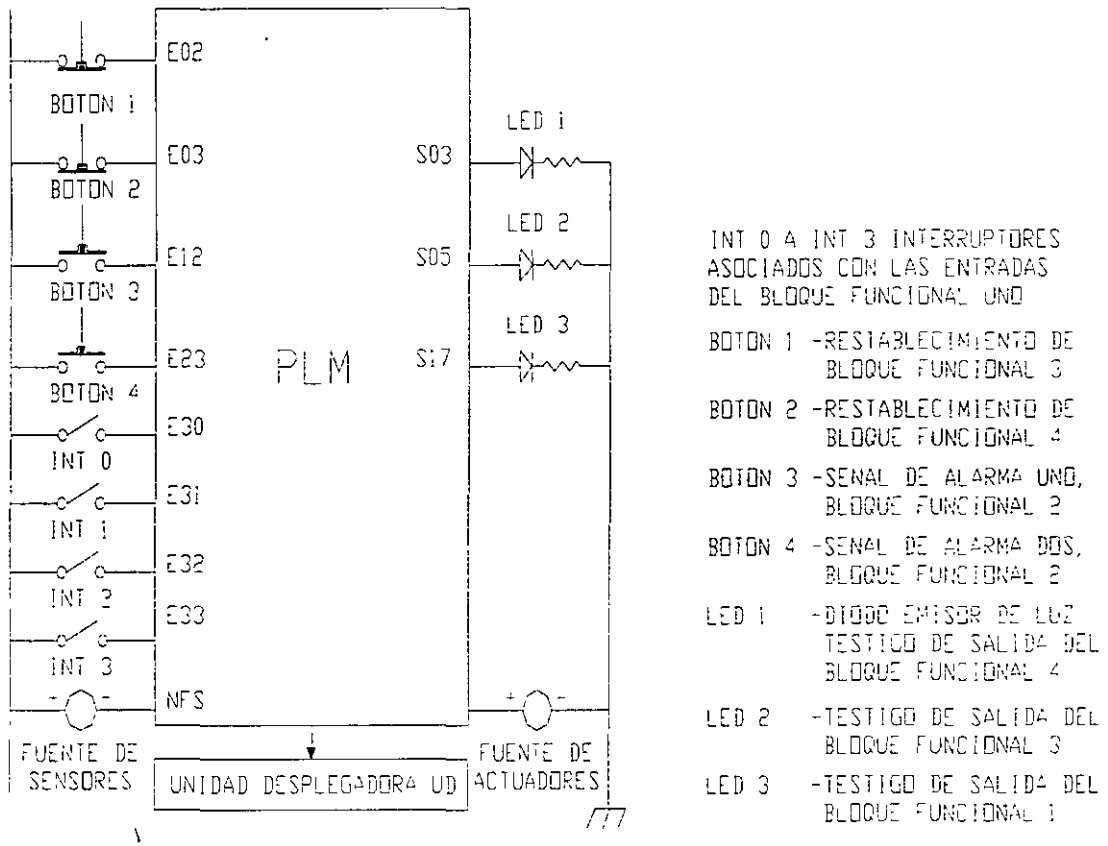 E02
BOTON 1
E03
BOTON 2
E12
BOTON 3
E23
BOTON 4
E30
INT 0
E31
INT 1
E32
INT 2
E33
INT 3
+ -
NFS
FUENTE DE
SENSORES
PLM
UNIDAD DESPLEGADORA UD
LED 1
S03
LED 2
S05
LED 3
S17
+ -
FUENTE DE
ACTUADORES
INT 0 A INT 3 INTERRUPTORES
ASOCIADOS CON LAS ENTRADAS
DEL BLOQUE FUNCIONAL UNO
BOTON 1 -RESTABLECIMIENTO DE
BLOQUE FUNCIONAL 3
BOTON 2 -RESTABLECIMIENTO DE
BLOQUE FUNCIONAL 4
BOTON 3 -SENAL DE ALARMA UNO,
BLOQUE FUNCIONAL 2
BOTON 4 -SENAL DE ALARMA DOS,
BLOQUE FUNCIONAL 2
LED 1 -DIODO EMISOR DE LUZ
TESTIGO DE SALIDA DEL
BLOQUE FUNCIONAL 4
LED 2 -TESTIGO DE SALIDA DEL
BLOQUE FUNCIONAL 3
LED 3 -TESTIGO DE SALIDA DEL
BLOQUE FUNCIONAL 1